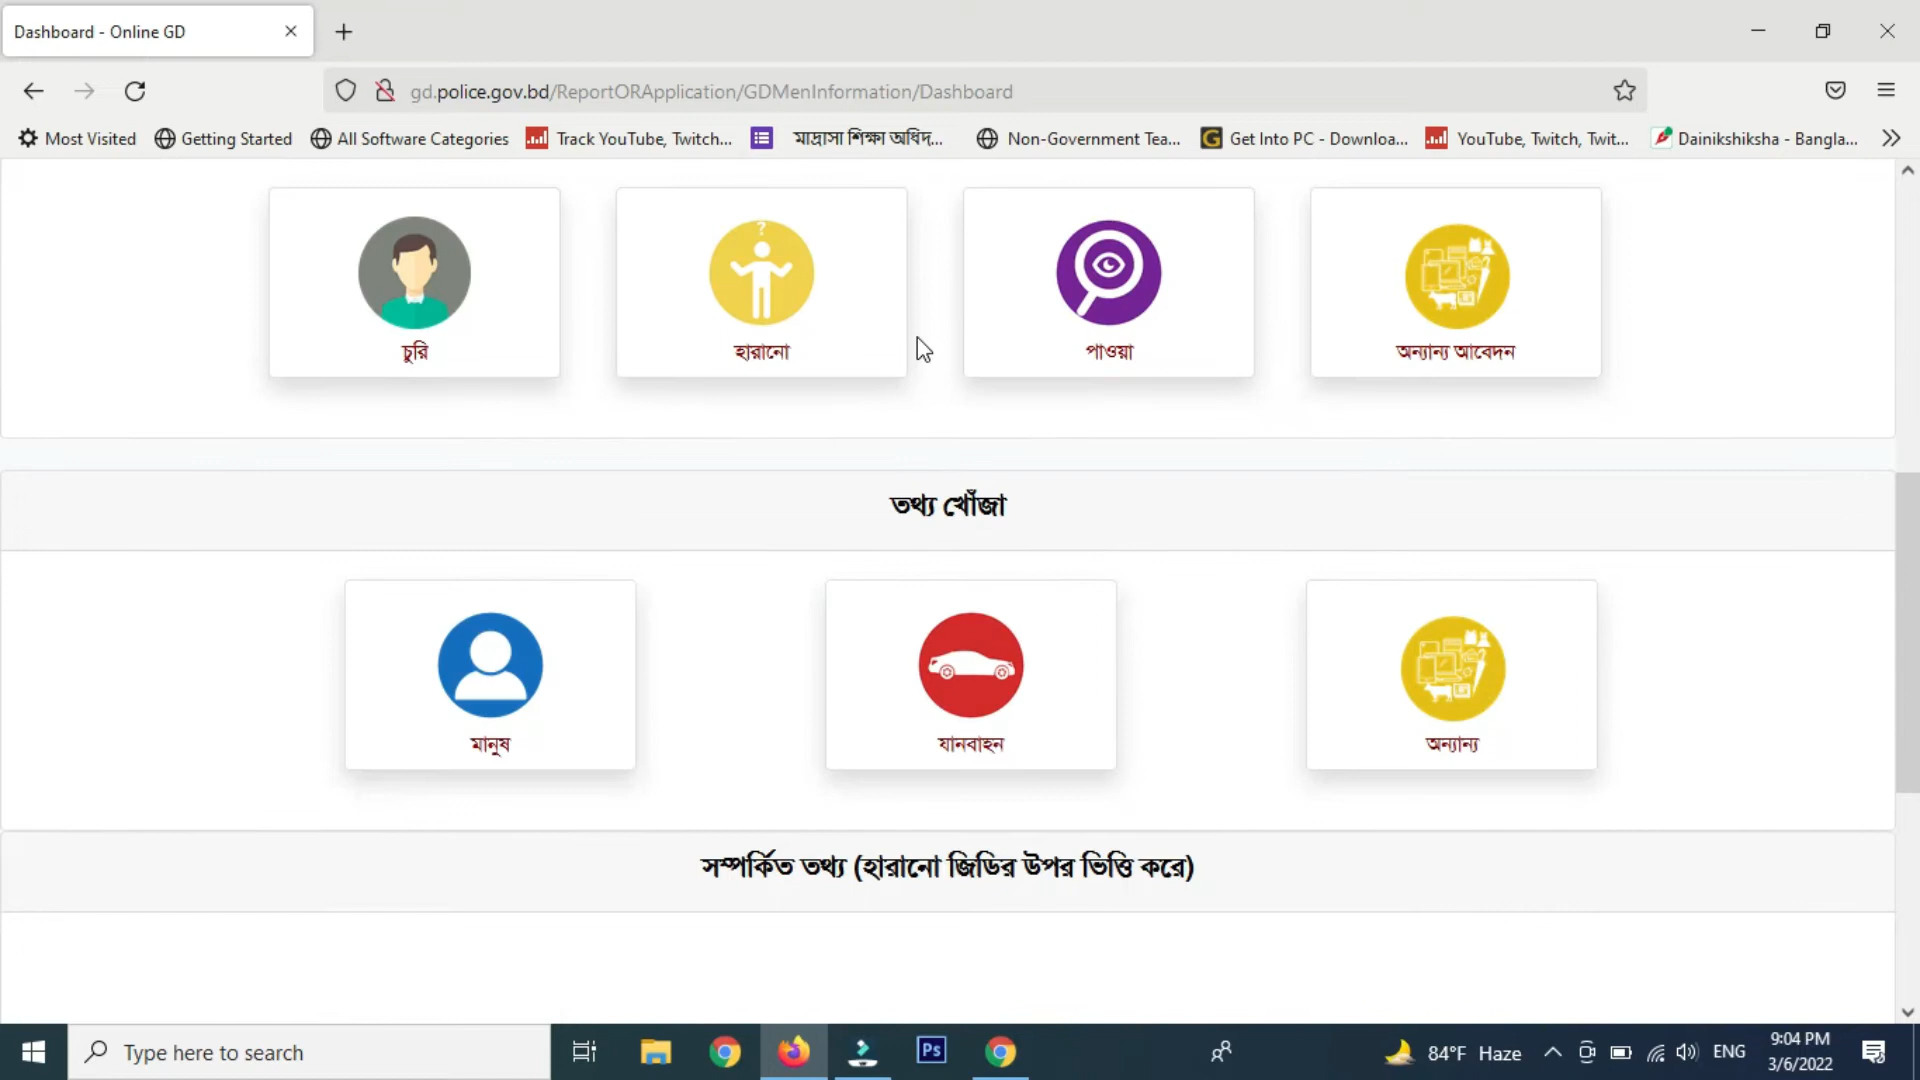 Dashboard - Online GD
gd.police.gov.bd/ReportORApplication/GDMenInformation/Dashboard
Most Visited Getting Started All Software Categories Track YouTube, Twitch... মাদ্রাসা শিক্ষা অধিদ... Non-Government Tea... Get Into PC - Downloa... YouTube, Twitch, Twit... Dainikshiksha - Bangla...
চুরি হারানো পাওয়া অন্যান্য আবেদন
তথ্য খোঁজা
মানুষ যানবাহন অন্যান্য
সম্পর্কিত তথ্য (হারানো জিডির উপর ভিত্তি করে)
Type here to search Ps 84°F Haze ENG 9:04 PM
3/6/2022